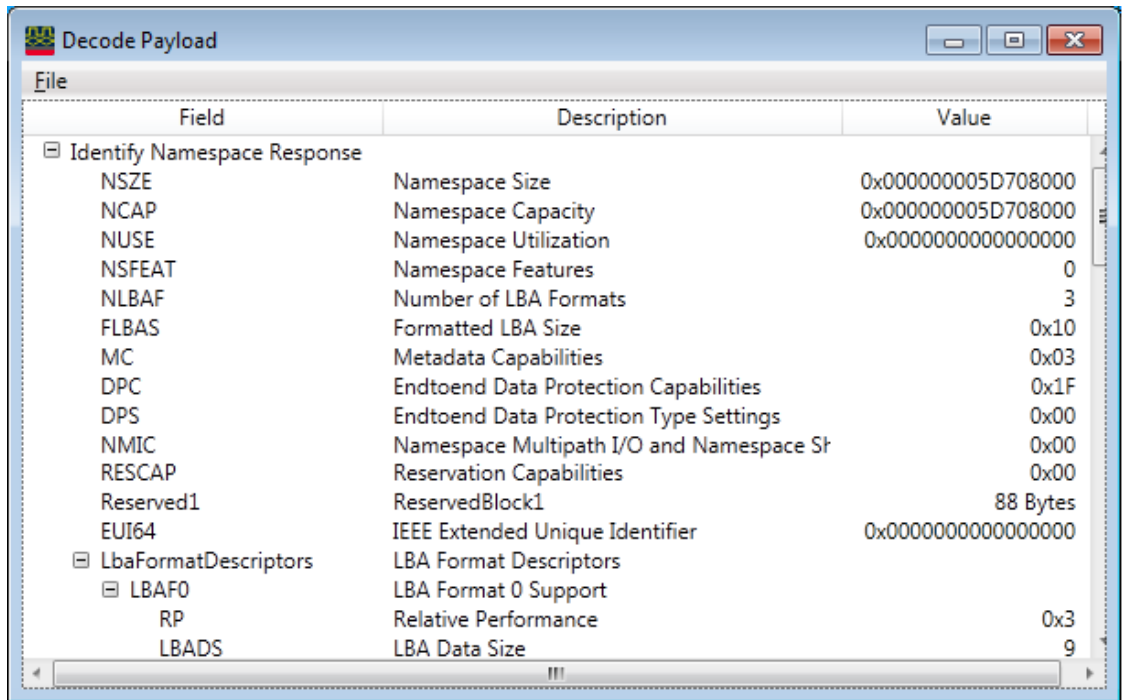 Decode Payload
File
Field Description Value
Identify Namespace Response
NSZE Namespace Size 0x000000005D708000
NCAP Namespace Capacity 0x000000005D708000
NUSE Namespace Utilization 0x0000000000000000
NSFEAT Namespace Features 0
NLBAF Number of LBA Formats 3
FLBAS Formatted LBA Size 0x10
MC Metadata Capabilities 0x03
DPC Endtoend Data Protection Capabilities 0x1F
DPS Endtoend Data Protection Type Settings 0x00
NMIC Namespace Multipath I/O and Namespace Sh 0x00
RESCAP Reservation Capabilities 0x00
Reserved1 ReservedBlock1 88 Bytes
EUI64 IEEE Extended Unique Identifier 0x0000000000000000
LbaFormatDescriptors LBA Format Descriptors
LBAF0 LBA Format 0 Support
RP Relative Performance 0x3
LBADS LBA Data Size 9